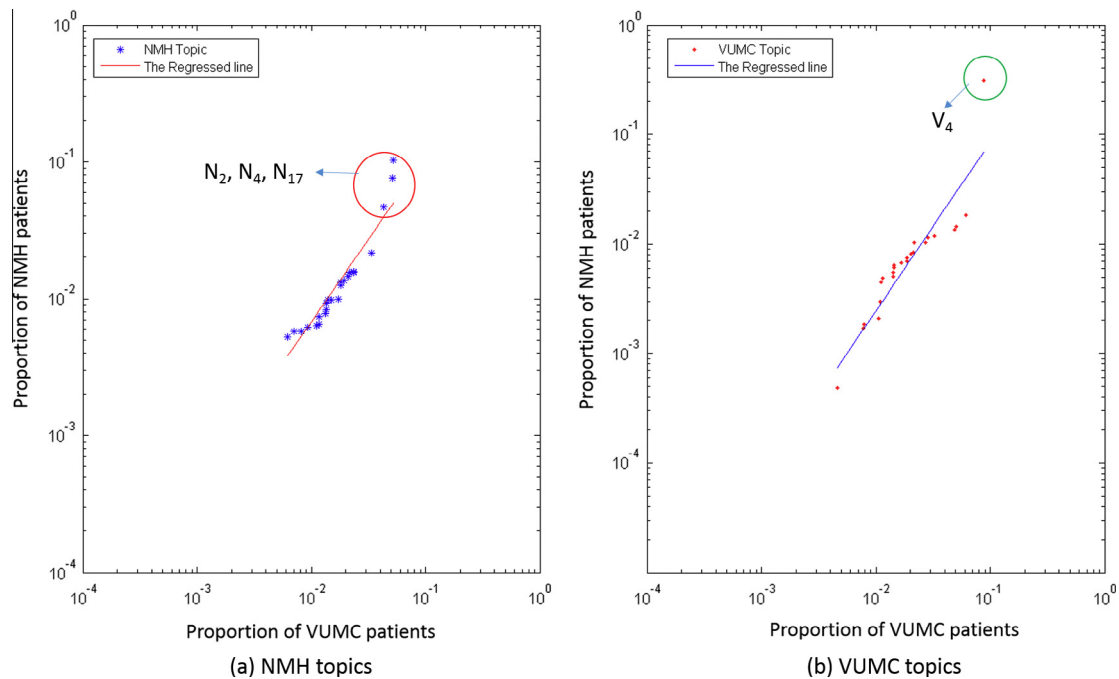 10^0
NMH Topic
The Regressed line
10^-1
N2, N4, N17
10^-2
10^-3
10^-4
10^-4 10^-3 10^-2 10^-1 10^0
Proportion of NMH patients
Proportion of VUMC patients
(a) NMH topics
10^0
VUMC Topic
The Regressed line
V4
10^-1
10^-2
10^-3
10^-4
10^-4 10^-3 10^-2 10^-1 10^0
Proportion of NMH patients
Proportion of VUMC patients
(b) VUMC topics